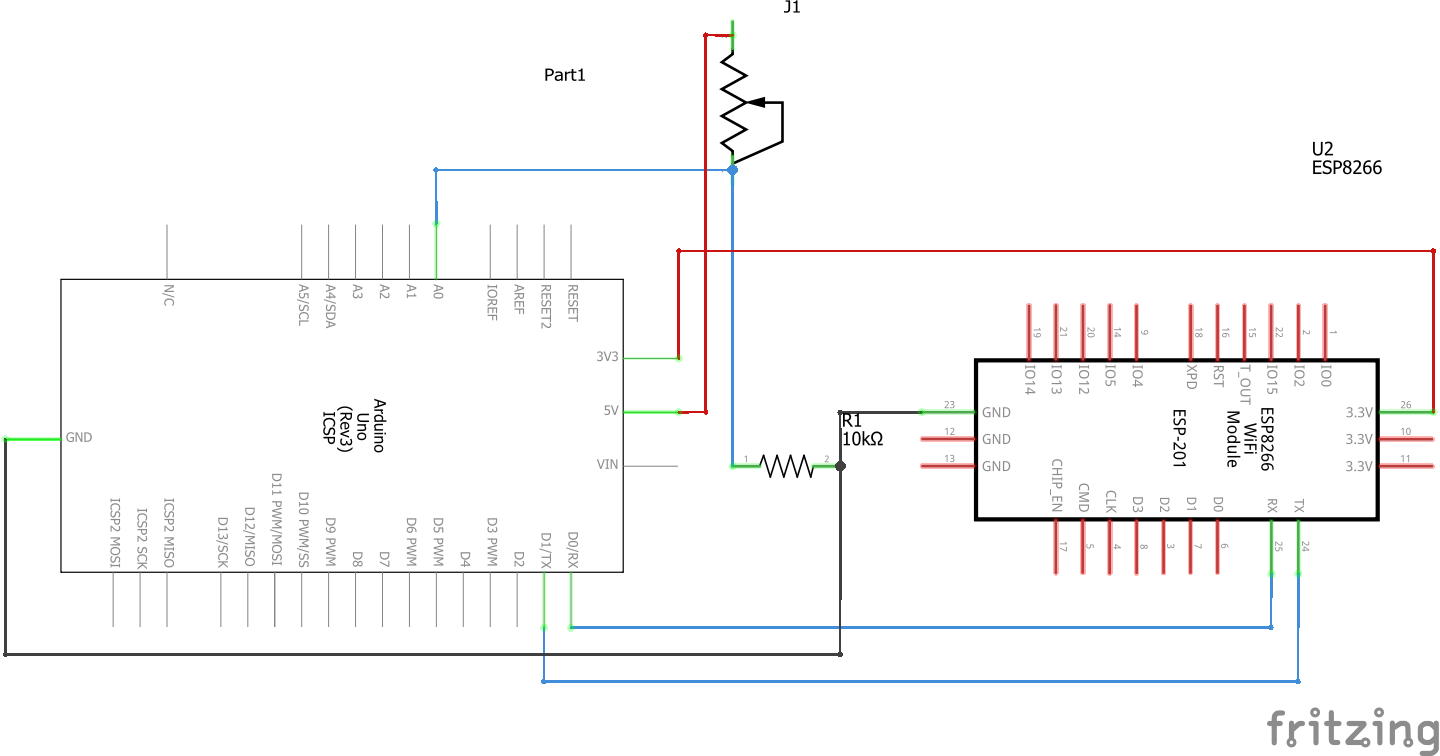 J1
Part1
U2
ESP8266
N/C
A5/SCL
A4/SDA
A3
A2
A1
A0
IOREF
AREF
RESET2
RESET
3V3
5V
VIN
GND
Arduino
Uno
(Rev3)
ICSP
ICSP2 MOSI
ICSP2 SCK
ICSP2 MISO
D13/SCK
D12/MISO
D11 PWM/MOSI
D10 PWM/SS
D9 PWM
D8
D7
D6 PWM
D5 PWM
D4
D3 PWM
D2
D1/TX
D0/RX
R1
10kΩ
1
2
19
21
20
14
9
18
16
15
22
2
1
IO14
IO13
IO12
IO5
IO4
XPD
RST
T_OUT
IO15
IO2
IO0
23
GND
12
GND
13
GND
ESP8266
WiFi
Module
ESP-201
3.3V
26
3.3V
10
3.3V
11
CHIP_EN
CMD
CLK
D3
D2
D1
D0
RX
TX
17
5
4
8
3
7
6
25
24
fritzing